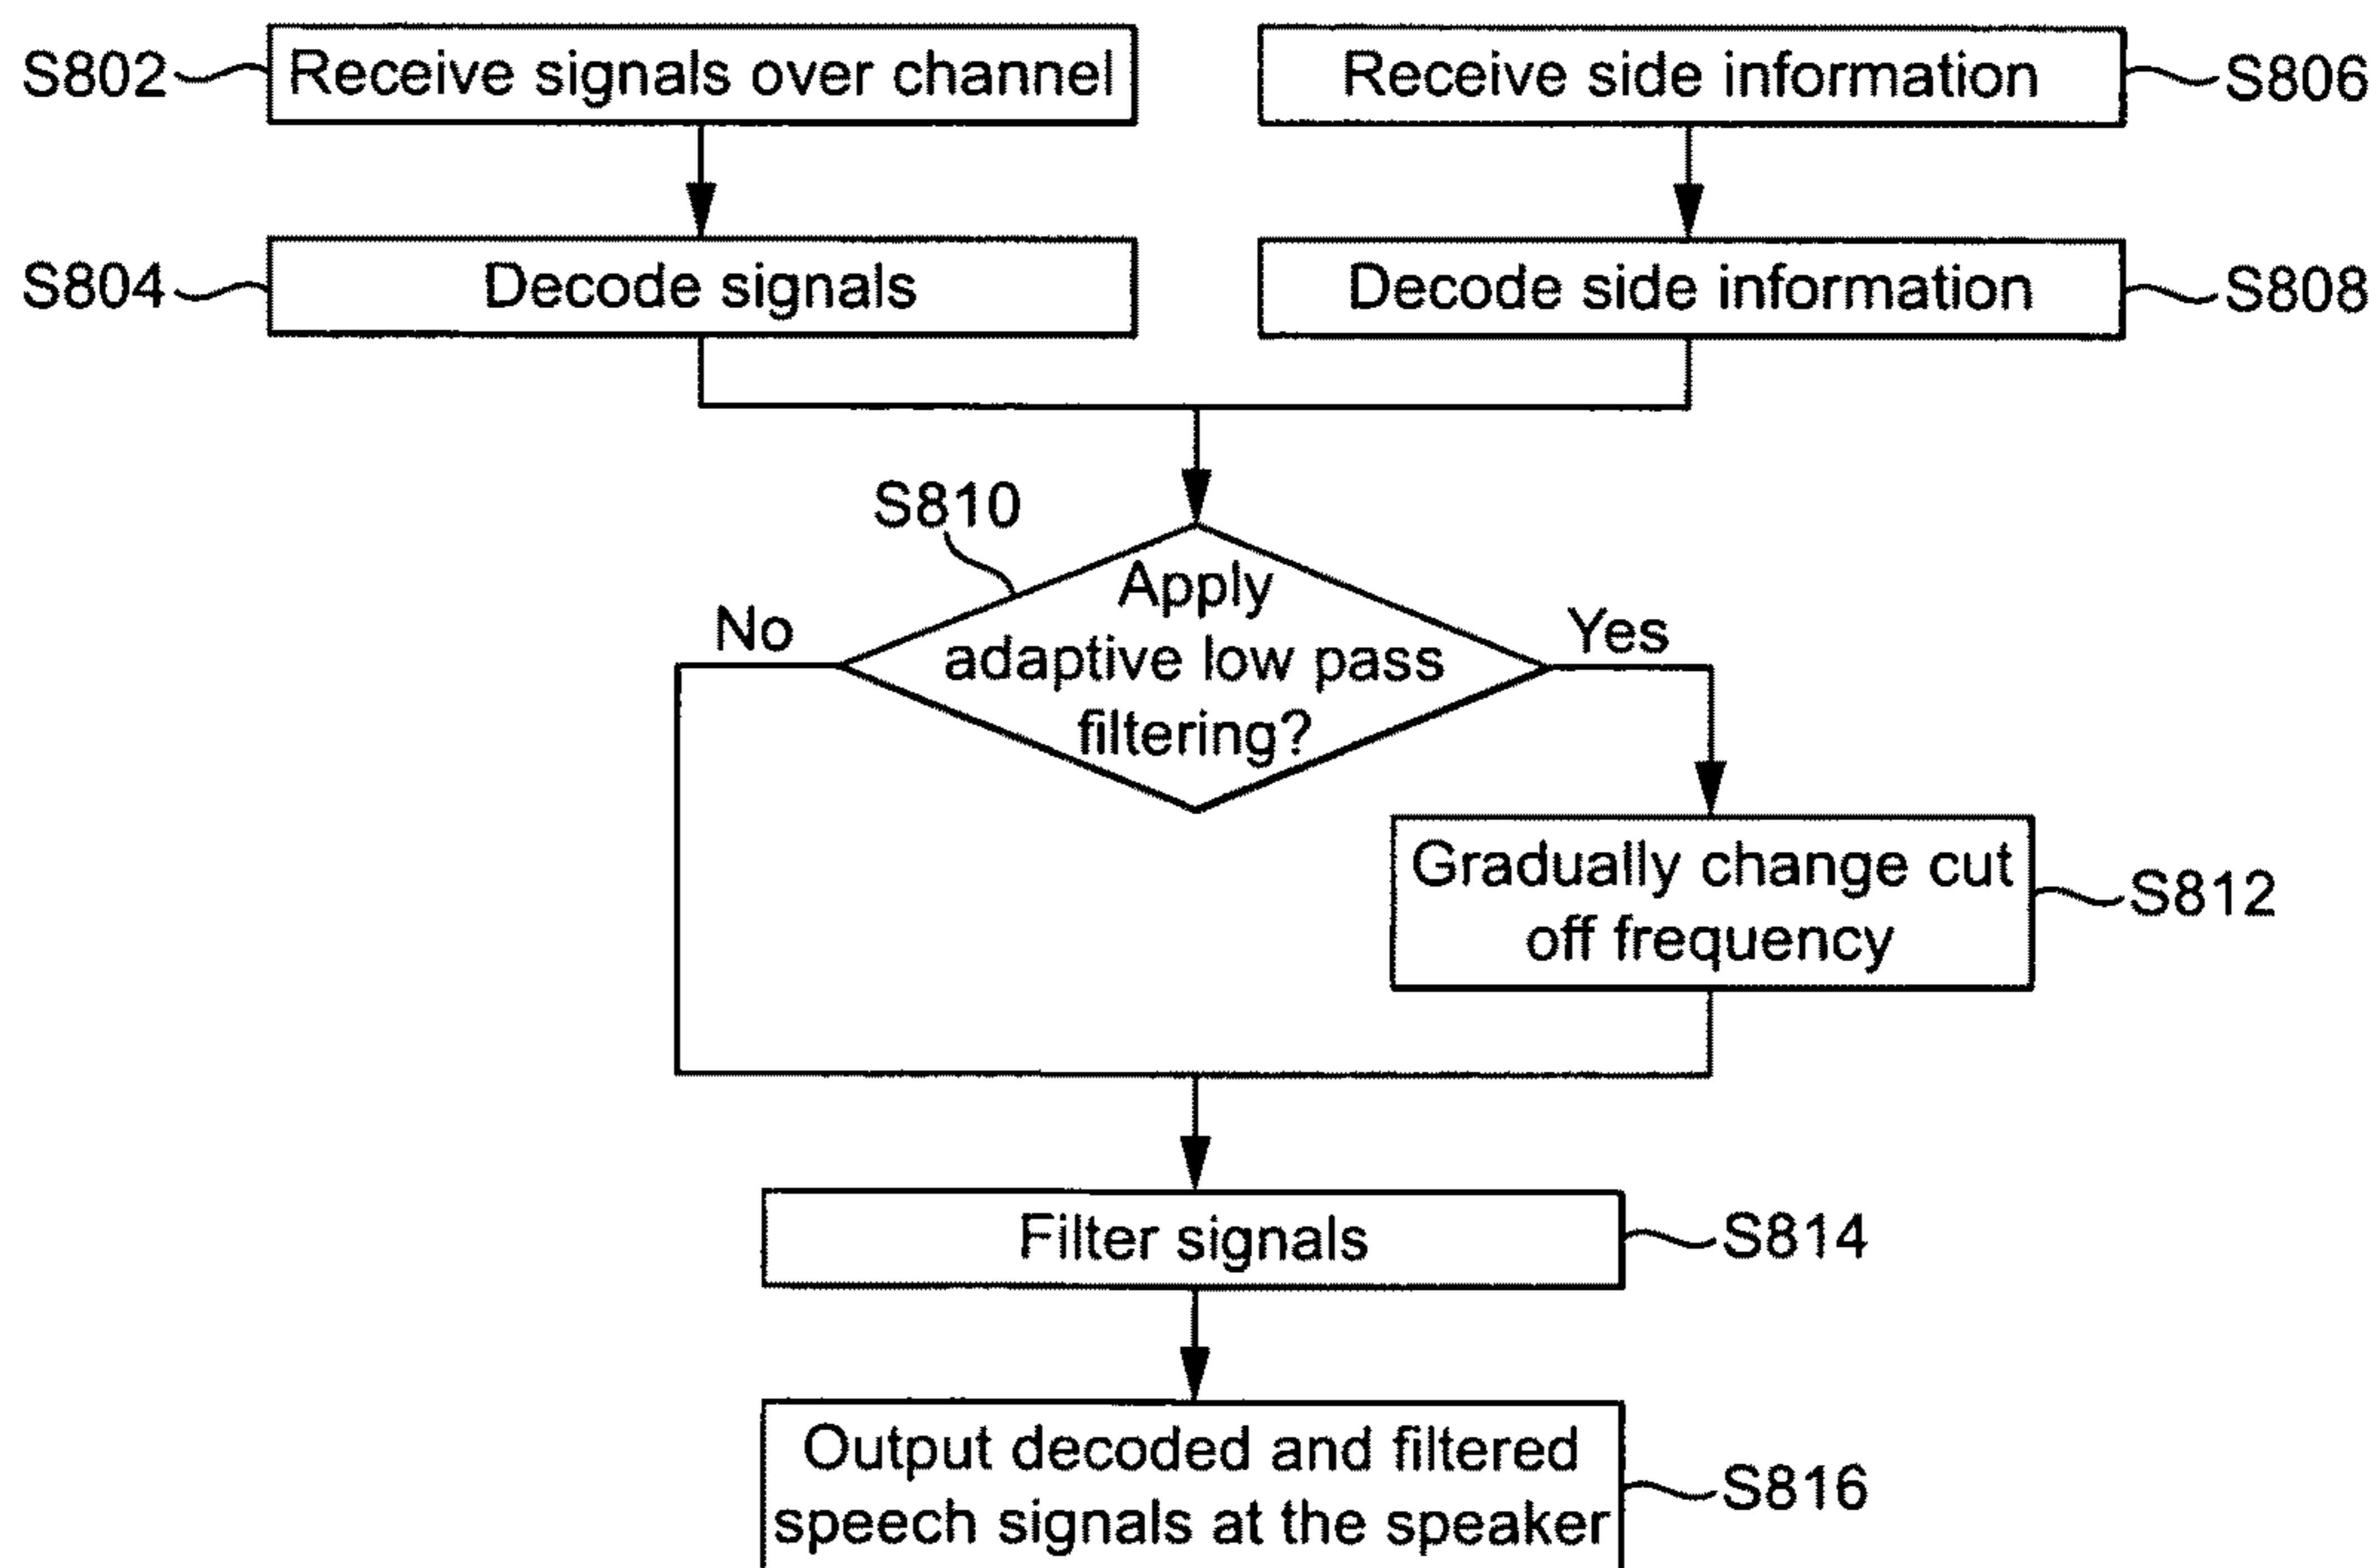 S802
Receive signals over channel
Receive side information
S806
S804
Decode signals
Decode side information
S808
S810
Apply
adaptive low pass
filtering?
No
Yes
Gradually change cut
off frequency
S812
Filter signals
S814
Output decoded and filtered
speech signals at the speaker
S816